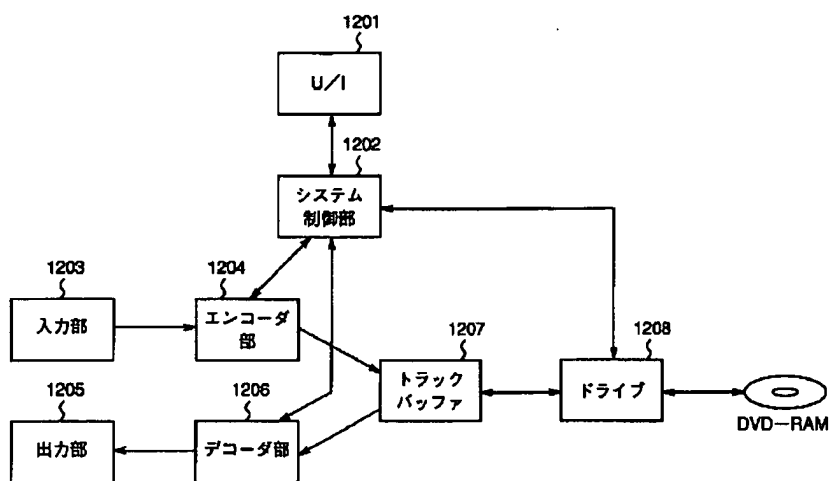 1201
U/I
1202
システム
制御部
1203
入力部
1204
エンコーダ
部
1207
トラック
バッファ
1208
ドライブ
DVD-RAM
1205
出力部
1206
デコーダ部